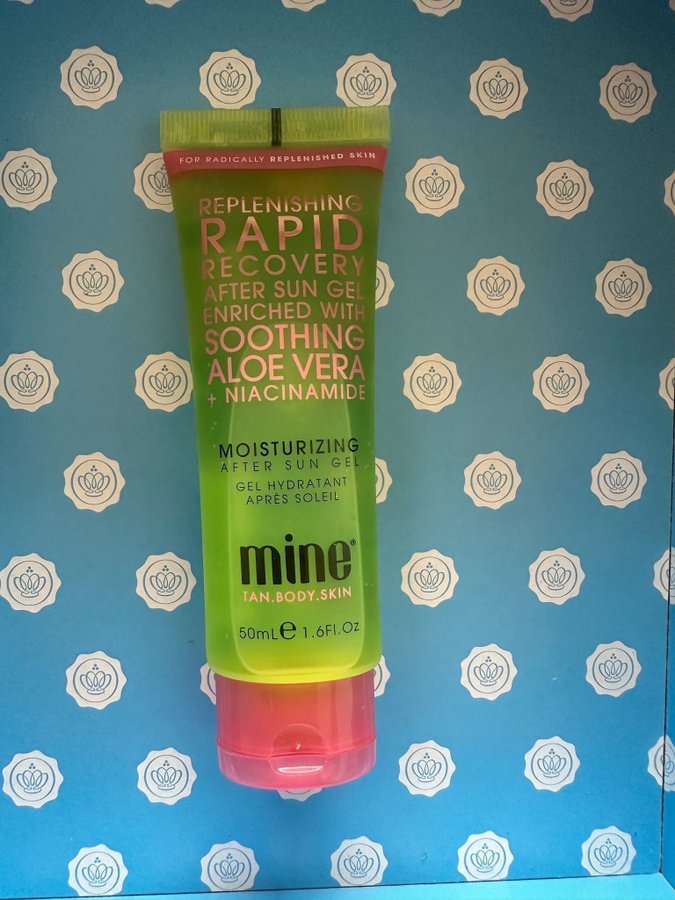 FOR RADICALLY REPLENISHED SKIN
REPLENISHING
RAPID
RECOVERY
AFTER SUN GEL
ENRICHED WITH
SOOTHING
ALOE VERA
+ NIACINAMIDE
MOISTURIZING
AFTER SUN GEL
GEL HYDRATANT
APRÈS SOLEIL
mine®
TAN.BODY.SKIN
50mL℮ 1.6Fl.Oz